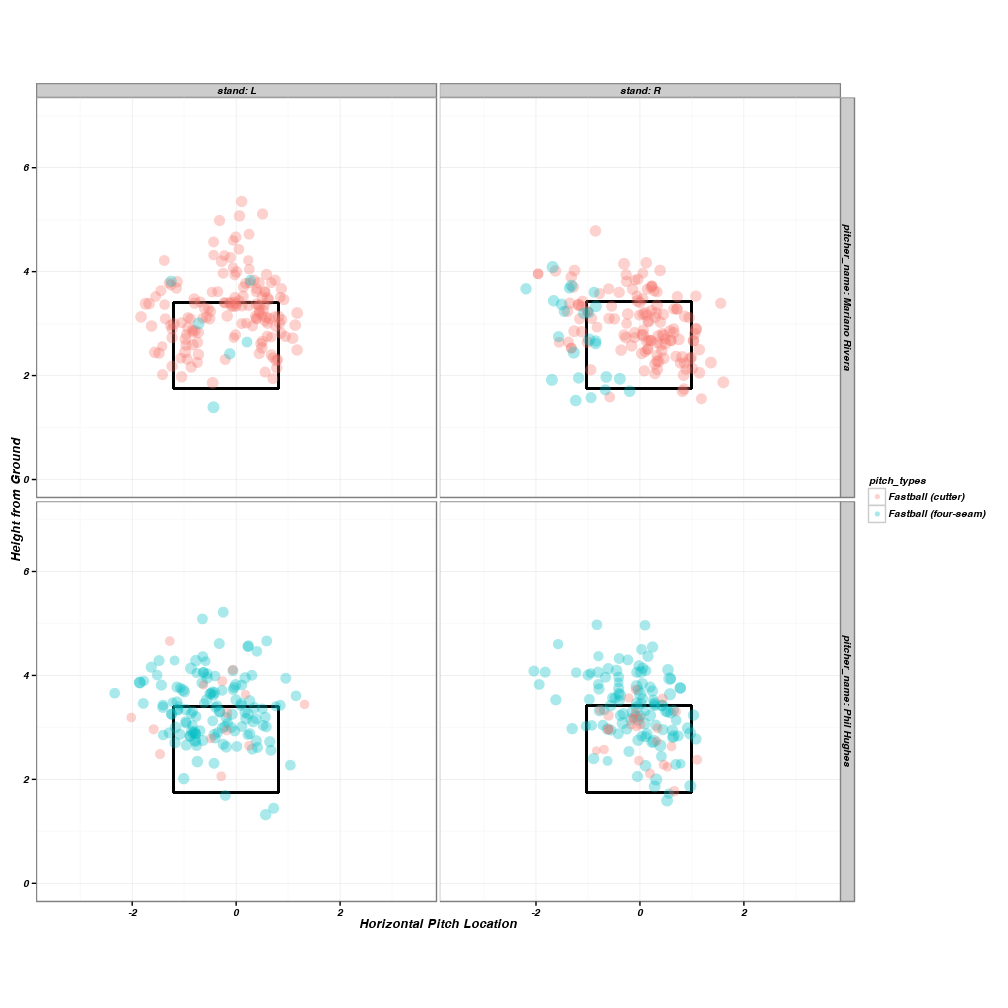 stand: L
stand: R
6
4
2
0
pitcher_name: Mariano Rivera
Height from Ground
6
4
2
0
pitcher_name: Phil Hughes
pitch_types
Fastball (cutter)
Fastball (four-seam)
-2
0
2
-2
0
2
Horizontal Pitch Location